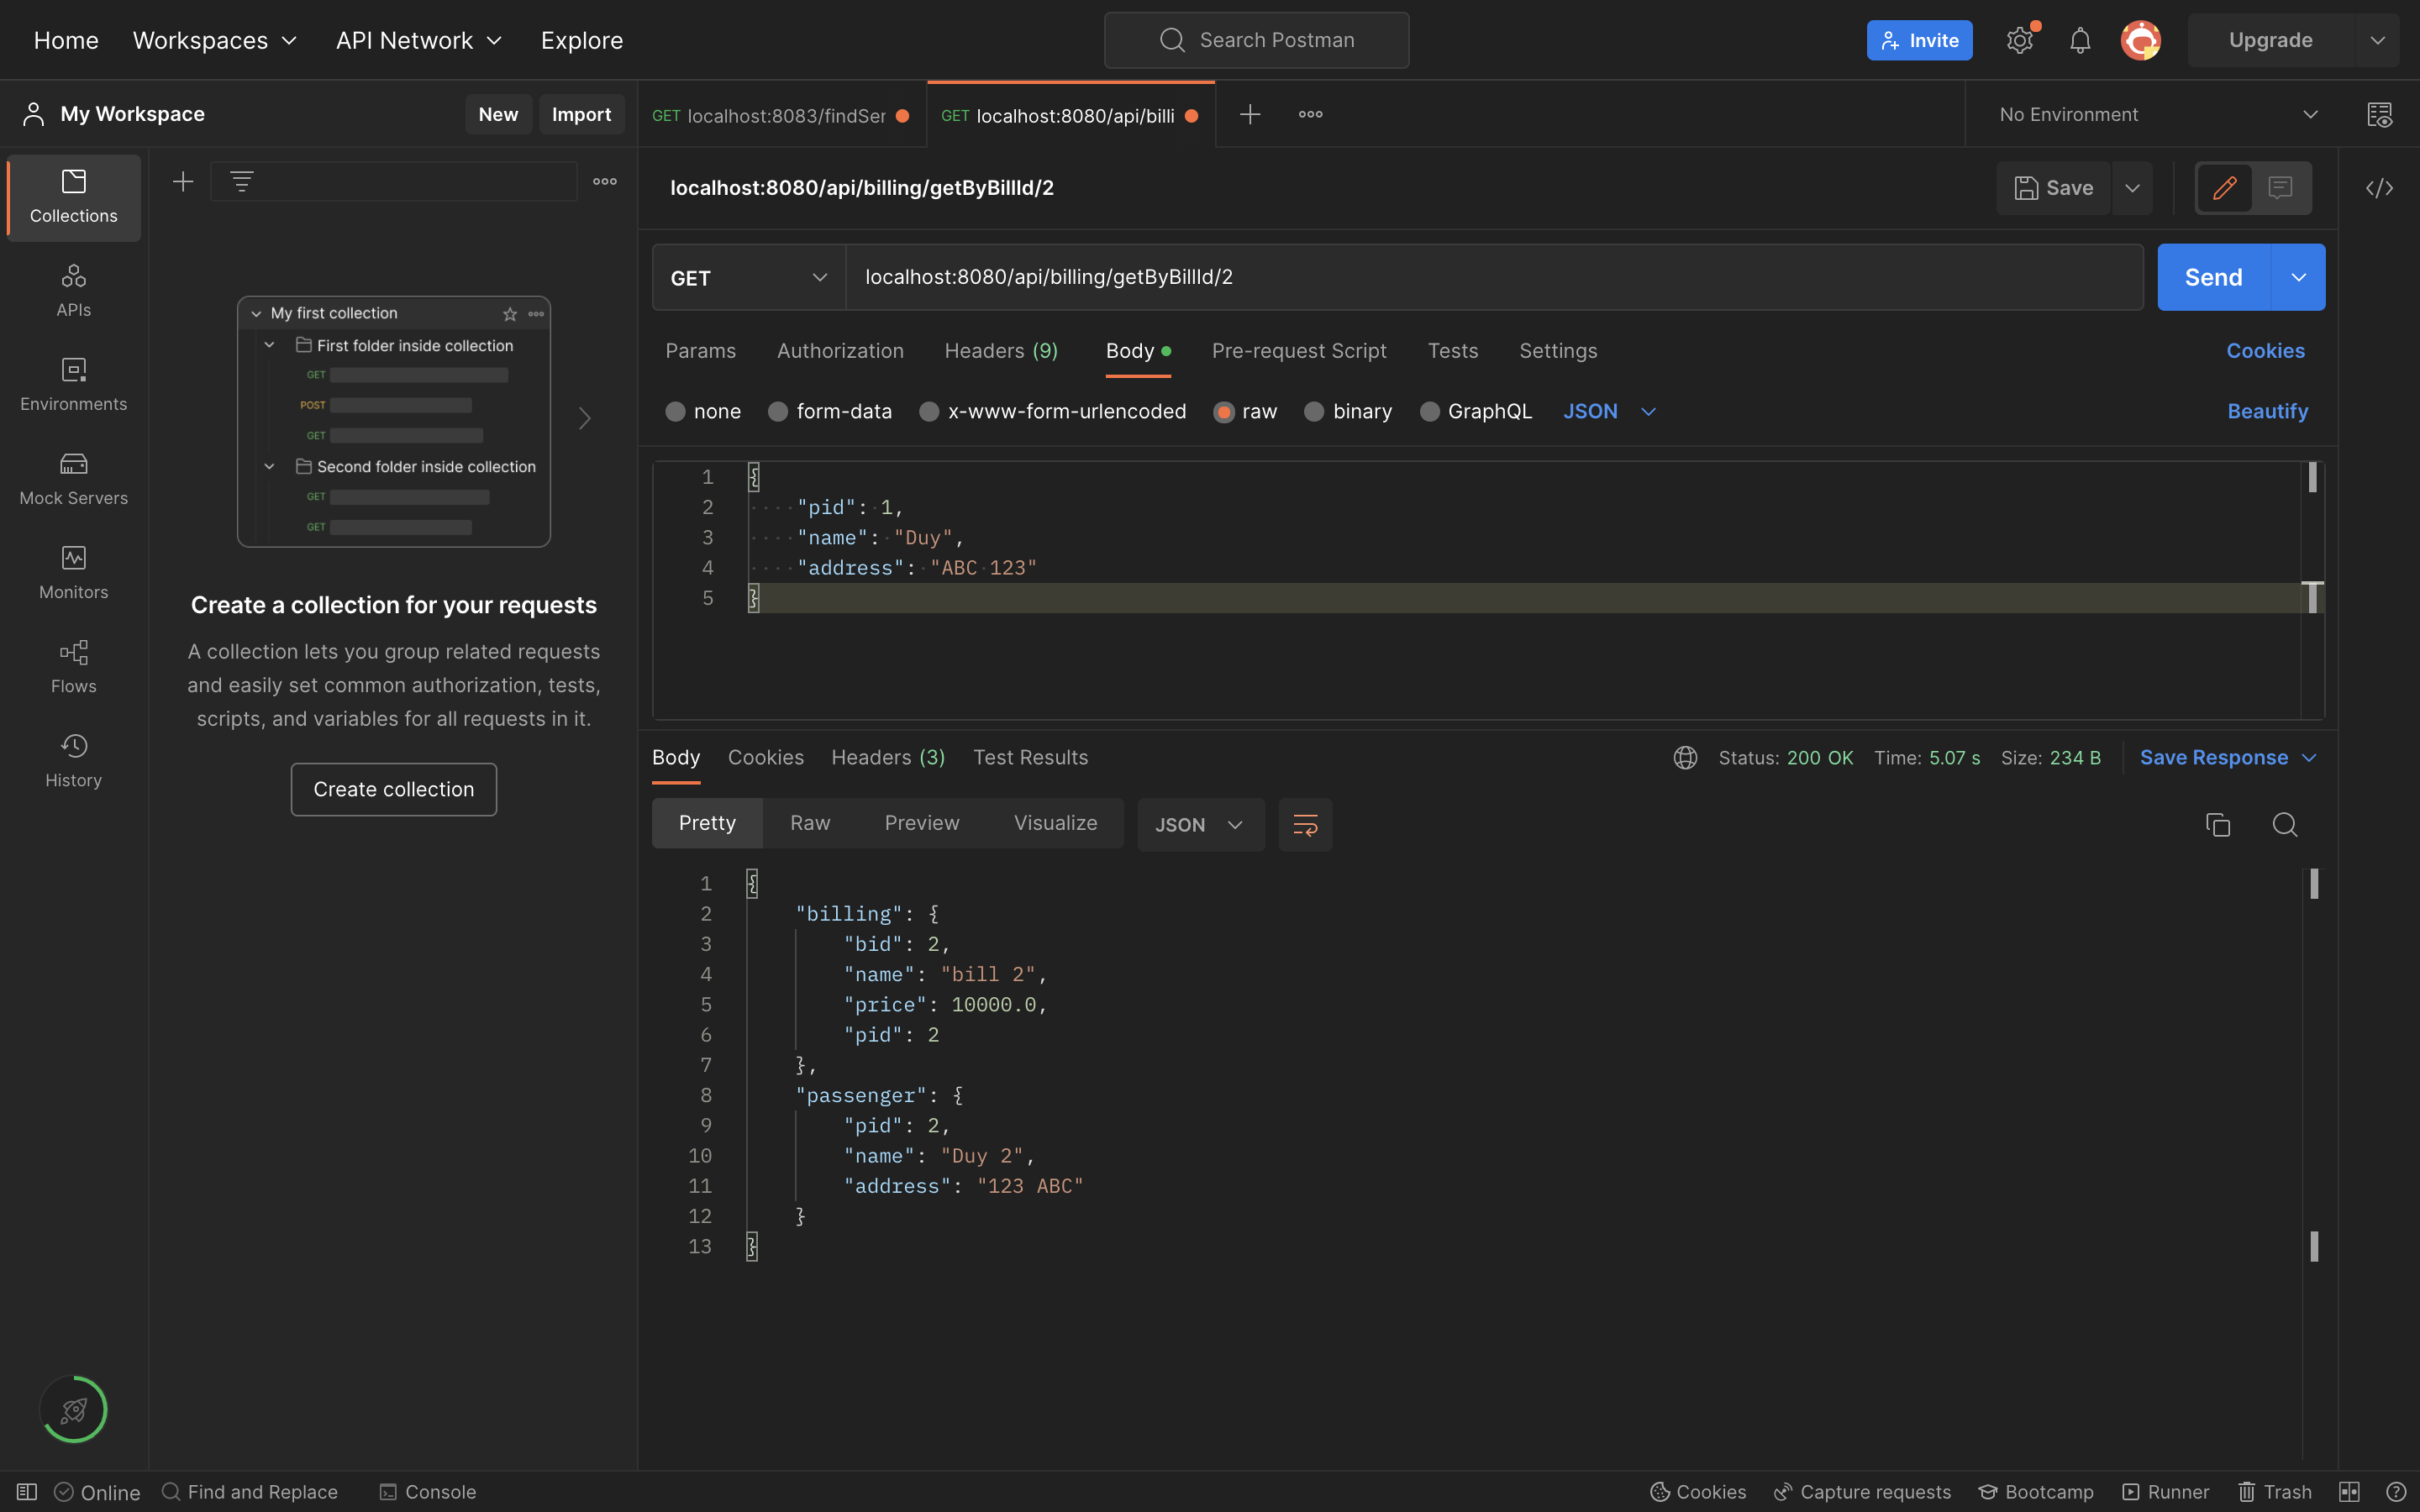 Home Workspaces API Network Explore Search Postman Invite Upgrade
My Workspace New Import GET localhost:8083/findSer GET localhost:8080/api/billi No Environment
Collections
APIs
Environments
Mock Servers
Monitors
Flows
History
My first collection
First folder inside collection
GET
POST
GET
Second folder inside collection
GET
GET
Create a collection for your requests
A collection lets you group related requests
and easily set common authorization, tests,
scripts, and variables for all requests in it.
Create collection
localhost:8080/api/billing/getByBillId/2 Save
GET localhost:8080/api/billing/getByBillId/2 Send
Params Authorization Headers (9) Body Pre-request Script Tests Settings Cookies
none form-data x-www-form-urlencoded raw binary GraphQL JSON Beautify
1 {
2 "pid": 1,
3 "name": "Duy",
4 "address": "ABC 123"
5 }
Body Cookies Headers (3) Test Results Status: 200 OK Time: 5.07 s Size: 234 B Save Response
Pretty Raw Preview Visualize JSON
1 {
2 "billing": {
3 "bid": 2,
4 "name": "bill 2",
5 "price": 10000.0,
6 "pid": 2
7 },
8 "passenger": {
9 "pid": 2,
10 "name": "Duy 2",
11 "address": "123 ABC"
12 }
13 }
Online Find and Replace Console Cookies Capture requests Bootcamp Runner Trash